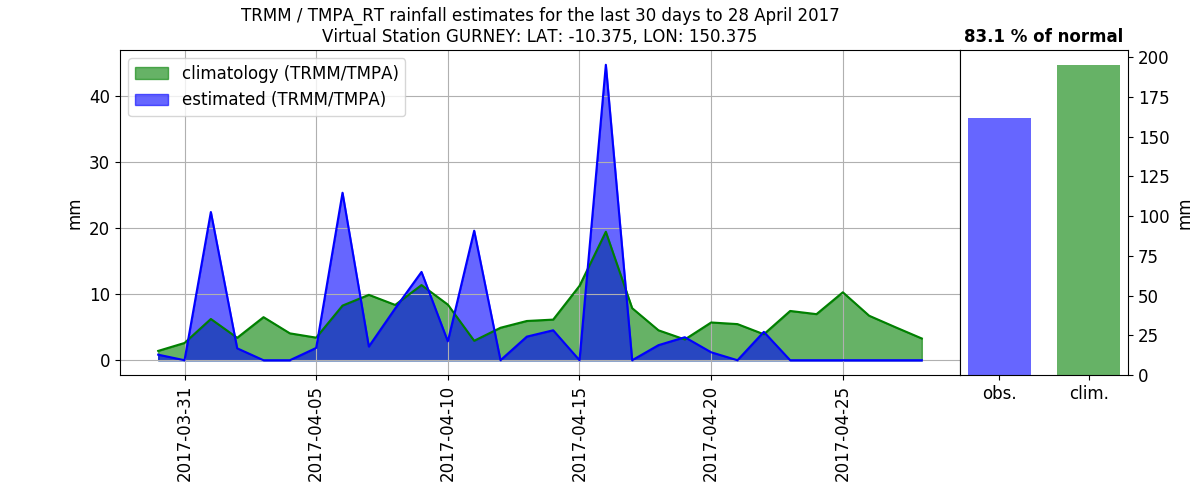 TRMM / TMPA_RT rainfall estimates for the last 30 days to 28 April 2017
Virtual Station GURNEY: LAT: -10.375, LON: 150.375
83.1 % of normal
climatology (TRMM/TMPA)
estimated (TRMM/TMPA)
mm
40
30
20
10
0
2017-03-31
2017-04-05
2017-04-10
2017-04-15
2017-04-20
2017-04-25
obs.
clim.
200
175
150
125
100
75
50
25
0
mm